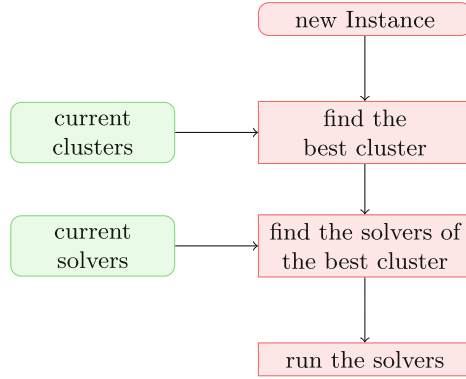 new Instance
current
clusters
find the
best cluster
current
solvers
find the solvers of
the best cluster
run the solvers